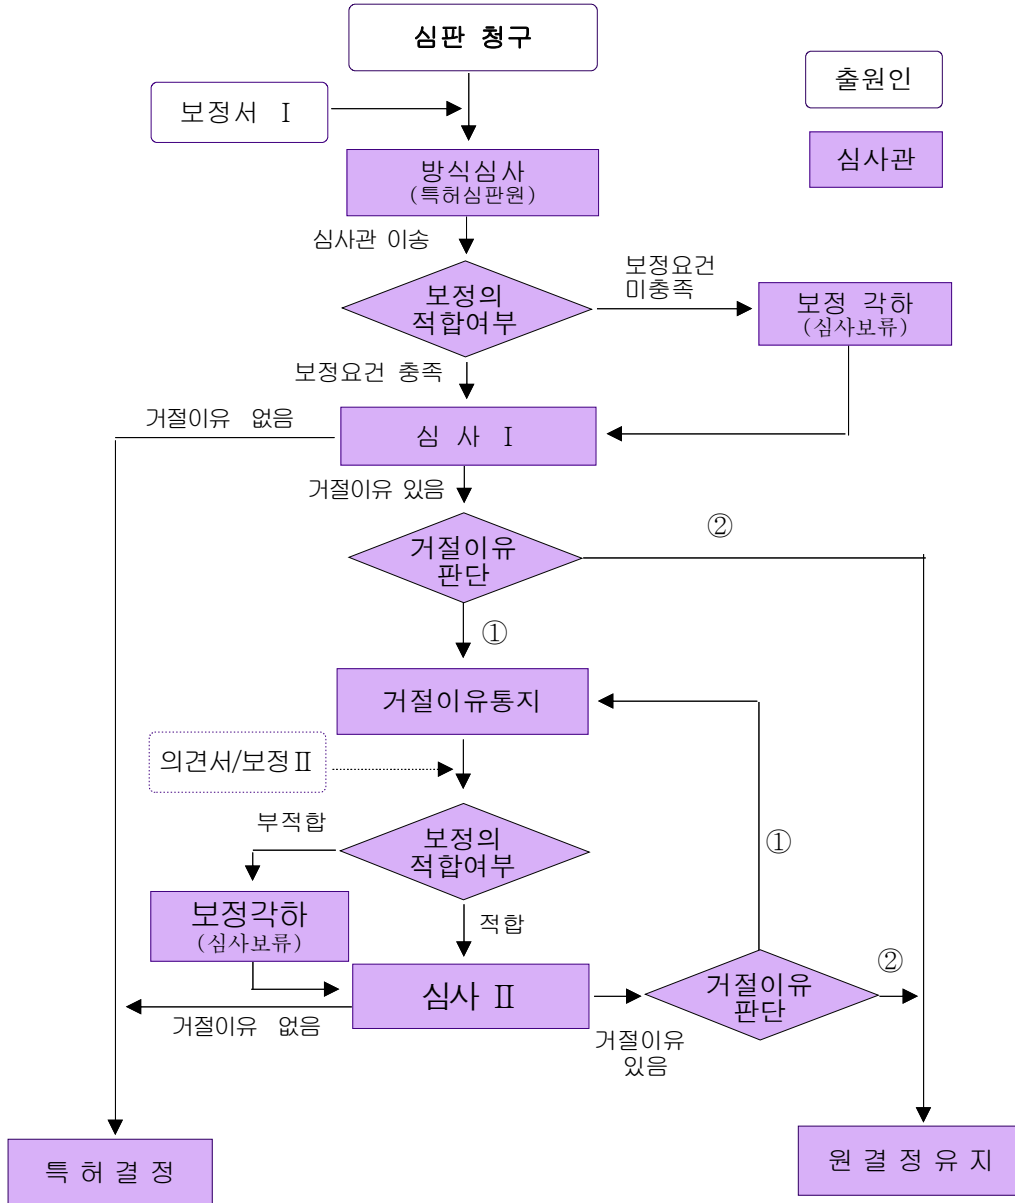 심판 청구
출원인
보정서 Ⅰ
심사관
방식심사
(특허심판원)
심사관 이송
보정요건
미충족
보정의
적합여부
보정 각하
(심사보류)
보정요건 충족
거절이유 없음
심 사 Ⅰ
거절이유 있음
②
거절이유
판단
①
거절이유통지
의견서/보정Ⅱ
부적합
보정의
적합여부
①
보정각하
(심사보류)
적합
②
심사 Ⅱ
거절이유
판단
거절이유 없음
거절이유
있음
특 허 결 정
원 결 정 유 지